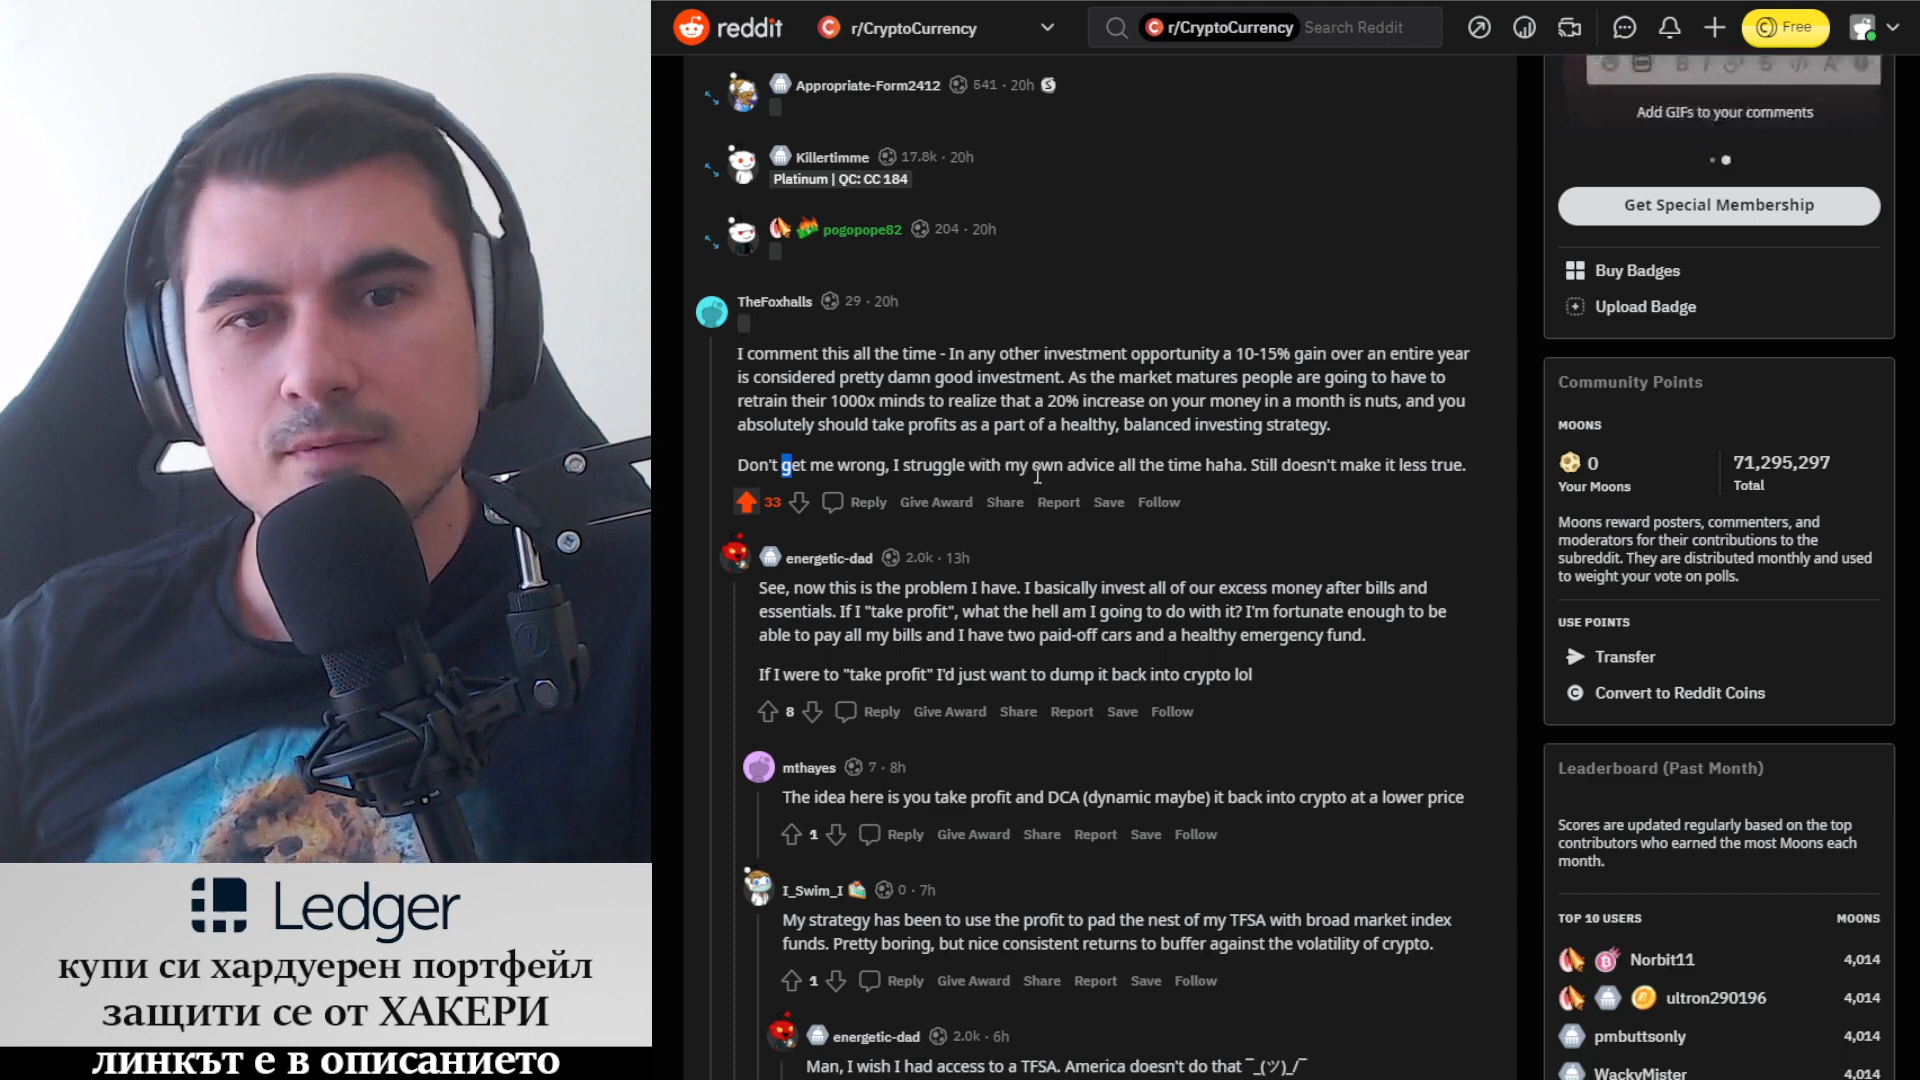 reddit
r/CryptoCurrency
r/CryptoCurrency
Search Reddit
Free
Appropriate-Form2412 541 · 20h
Killertimme 17.8k · 20h
Platinum | QC: CC 184
pogopope82 204 · 20h
TheFoxhalls 29 · 20h
I comment this all the time - In any other investment opportunity a 10-15% gain over an entire year
is considered pretty damn good investment. As the market matures people are going to have to
retrain their 1000x minds to realize that a 20% increase on your money in a month is nuts, and you
absolutely should take profits as a part of a healthy, balanced investing strategy.
Don't get me wrong, I struggle with my own advice all the time haha. Still doesn't make it less true.
33 Reply Give Award Share Report Save Follow
energetic-dad 2.0k · 13h
See, now this is the problem I have. I basically invest all of our excess money after bills and
essentials. If I "take profit", what the hell am I going to do with it? I'm fortunate enough to be
able to pay all my bills and I have two paid-off cars and a healthy emergency fund.
If I were to "take profit" I'd just want to dump it back into crypto lol
8 Reply Give Award Share Report Save Follow
mthayes 7 · 8h
The idea here is you take profit and DCA (dynamic maybe) it back into crypto at a lower price
1 Reply Give Award Share Report Save Follow
I_Swim_I 0 · 7h
My strategy has been to use the profit to pad the nest of my TFSA with broad market index
funds. Pretty boring, but nice consistent returns to buffer against the volatility of crypto.
1 Reply Give Award Share Report Save Follow
energetic-dad 2.0k · 6h
Man, I wish I had access to a TFSA. America doesn't do that ¯_(ツ)_/¯
Add GIFs to your comments
Get Special Membership
Buy Badges
Upload Badge
Community Points
MOONS
0
Your Moons
71,295,297
Total
Moons reward posters, commenters, and
moderators for their contributions to the
subreddit. They are distributed monthly and used
to weight your vote on polls.
USE POINTS
Transfer
Convert to Reddit Coins
Leaderboard (Past Month)
Scores are updated regularly based on the top
contributors who earned the most Moons each
month.
TOP 10 USERS MOONS
Norbit11 4,014
ultron290196 4,014
pmbuttsonly 4,014
WackyMister 4,014
Ledger
купи си хардуерен портфейл
защити се от ХАКЕРИ
линкът е в описанието